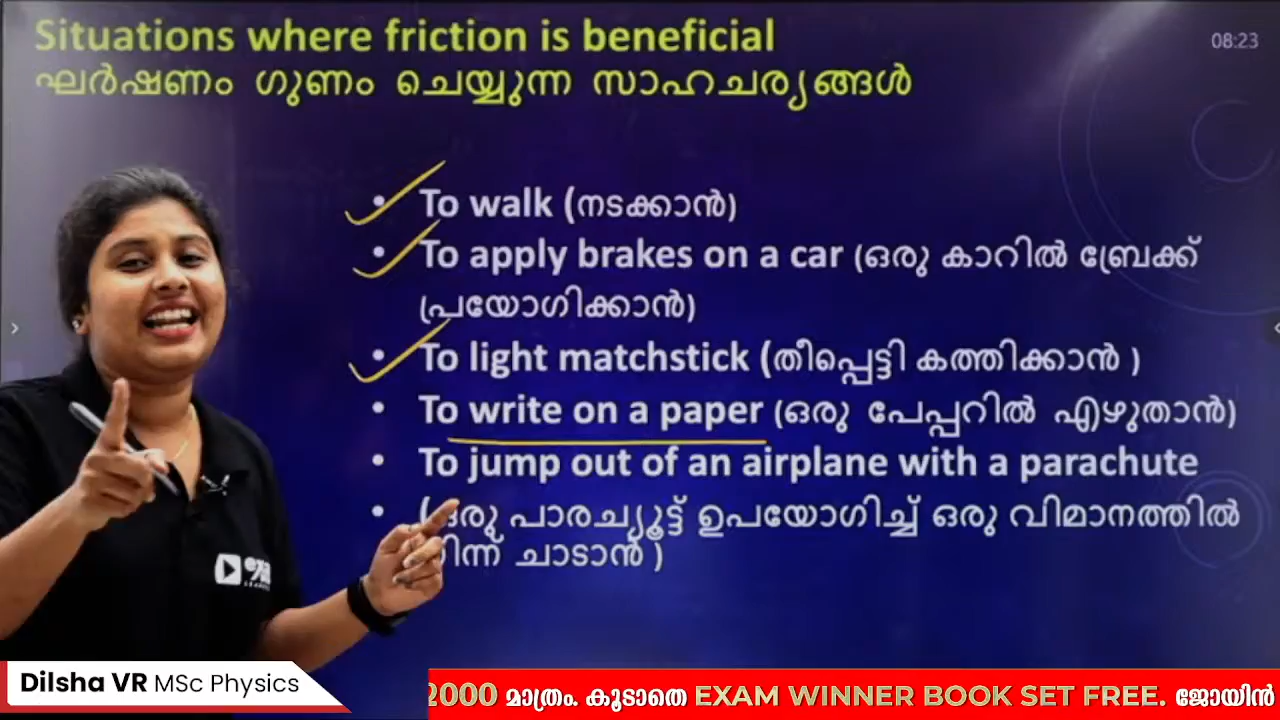 Situations where friction is beneficial
08:23
ഘർഷണം ഗുണം ചെയ്യുന്ന സാഹചര്യങ്ങൾ
• To walk (നടക്കാൻ)
• To apply brakes on a car (ഒരു കാറിൽ ബ്രേക്ക്
പ്രയോഗിക്കാൻ)
• To light matchstick (തീപ്പെട്ടി കത്തിക്കാൻ )
• To write on a paper (ഒരു പേപ്പറിൽ എഴുതാൻ)
• To jump out of an airplane with a parachute
• (ഒരു പാരച്യൂട്ട് ഉപയോഗിച്ച് ഒരു വിമാനത്തിൽ
ചാടാൻ )
Dilsha VR MSc Physics
2000 മാത്രം. കൂടാതെ EXAM WINNER BOOK SET FREE. ജോയിൻ